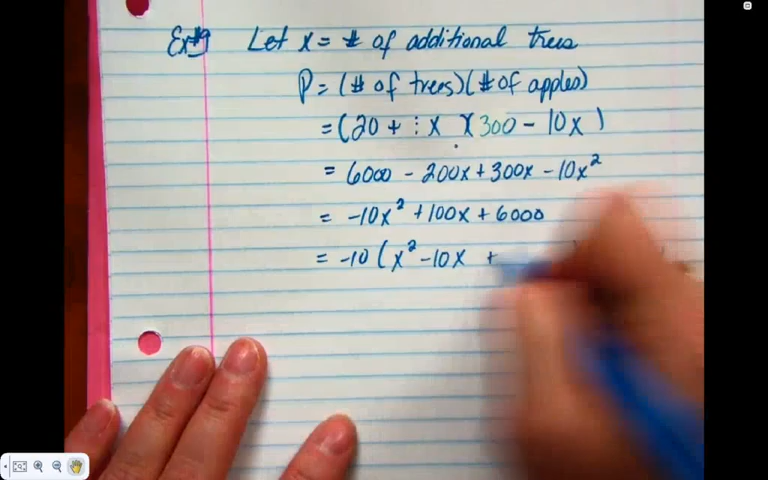 Ex#9 Let x = # of additional trees
P = (# of trees)(# of apples)
= (20 + x)(300 - 10x)
= 6000 - 200x + 300x - 10x²
= -10x² + 100x + 6000
= -10(x² - 10x +